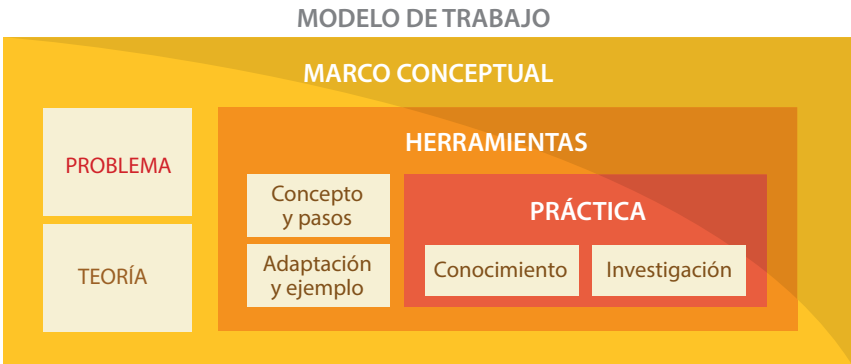 MODELO DE TRABAJO
MARCO CONCEPTUAL
PROBLEMA
TEORÍA
HERRAMIENTAS
Concepto
y pasos
Adaptación
y ejemplo
PRÁCTICA
Conocimiento
Investigación